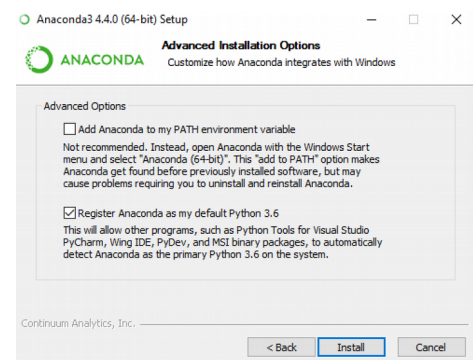 Anaconda3 4.4.0 (64-bit) Setup
ANACONDA
Advanced Installation Options
Customize how Anaconda integrates with Windows
Advanced Options
Add Anaconda to my PATH environment variable
Not recommended. Instead, open Anaconda with the Windows Start
menu and select "Anaconda (64-bit)". This "add to PATH" option makes
Anaconda get found before previously installed software, but may
cause problems requiring you to uninstall and reinstall Anaconda.
Register Anaconda as my default Python 3.6
This will allow other programs, such as Python Tools for Visual Studio
PyCharm, Wing IDE, PyDev, and MSI binary packages, to automatically
detect Anaconda as the primary Python 3.6 on the system.
Continuum Analytics, Inc.
< Back Install Cancel